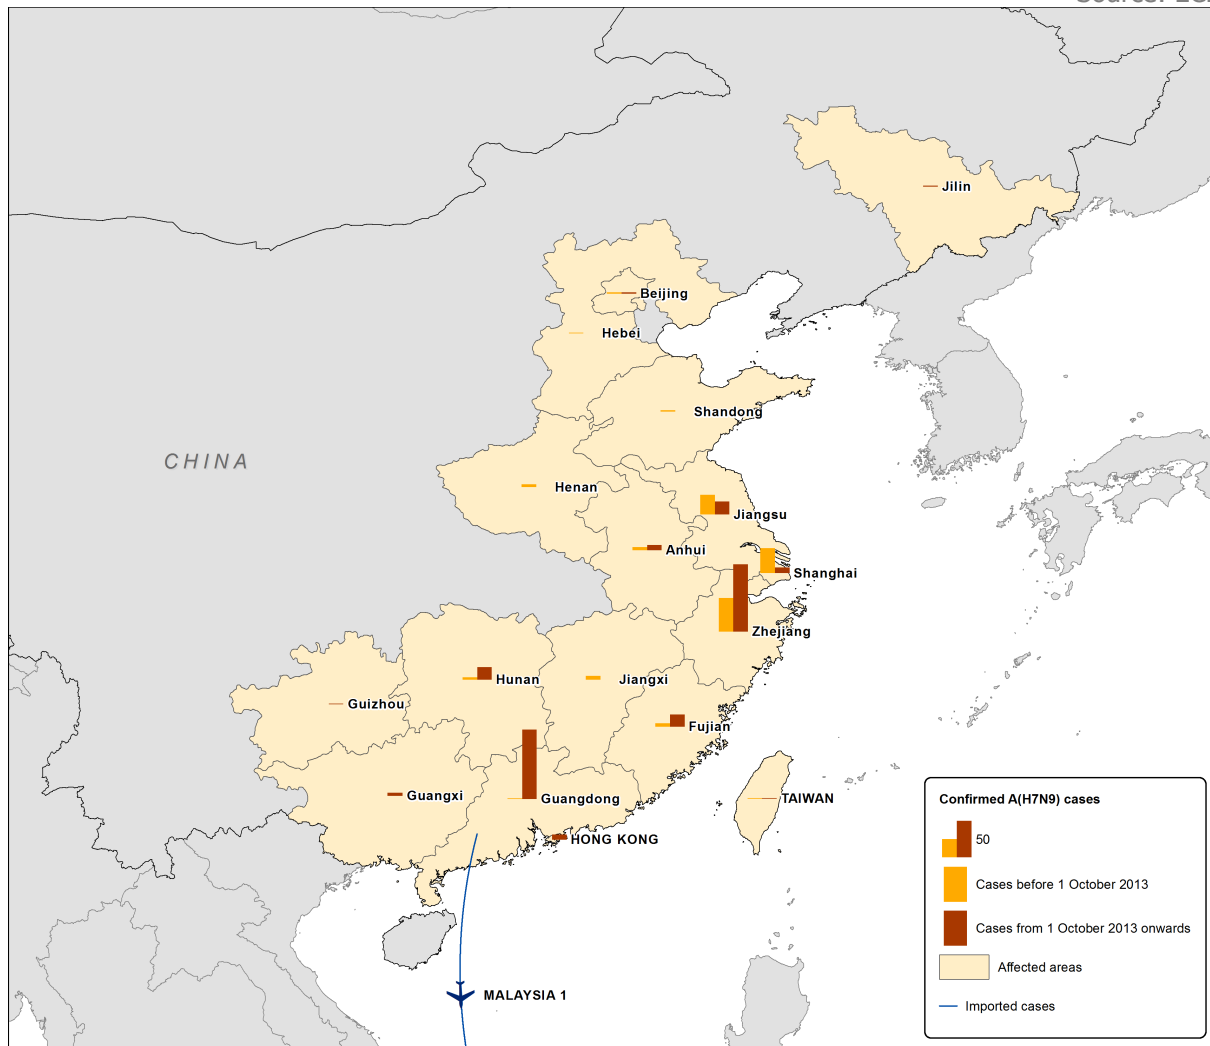 Jilin
Beijing
Hebei
Shandong
CHINA
Henan
Jiangsu
Anhui
Shanghai
Zhejiang
Hunan
Jiangxi
Guizhou
Fujian
Guangxi
Guangdong
TAIWAN
HONG KONG
MALAYSIA 1
Confirmed A(H7N9) cases
50
Cases before 1 October 2013
Cases from 1 October 2013 onwards
Affected areas
Imported cases